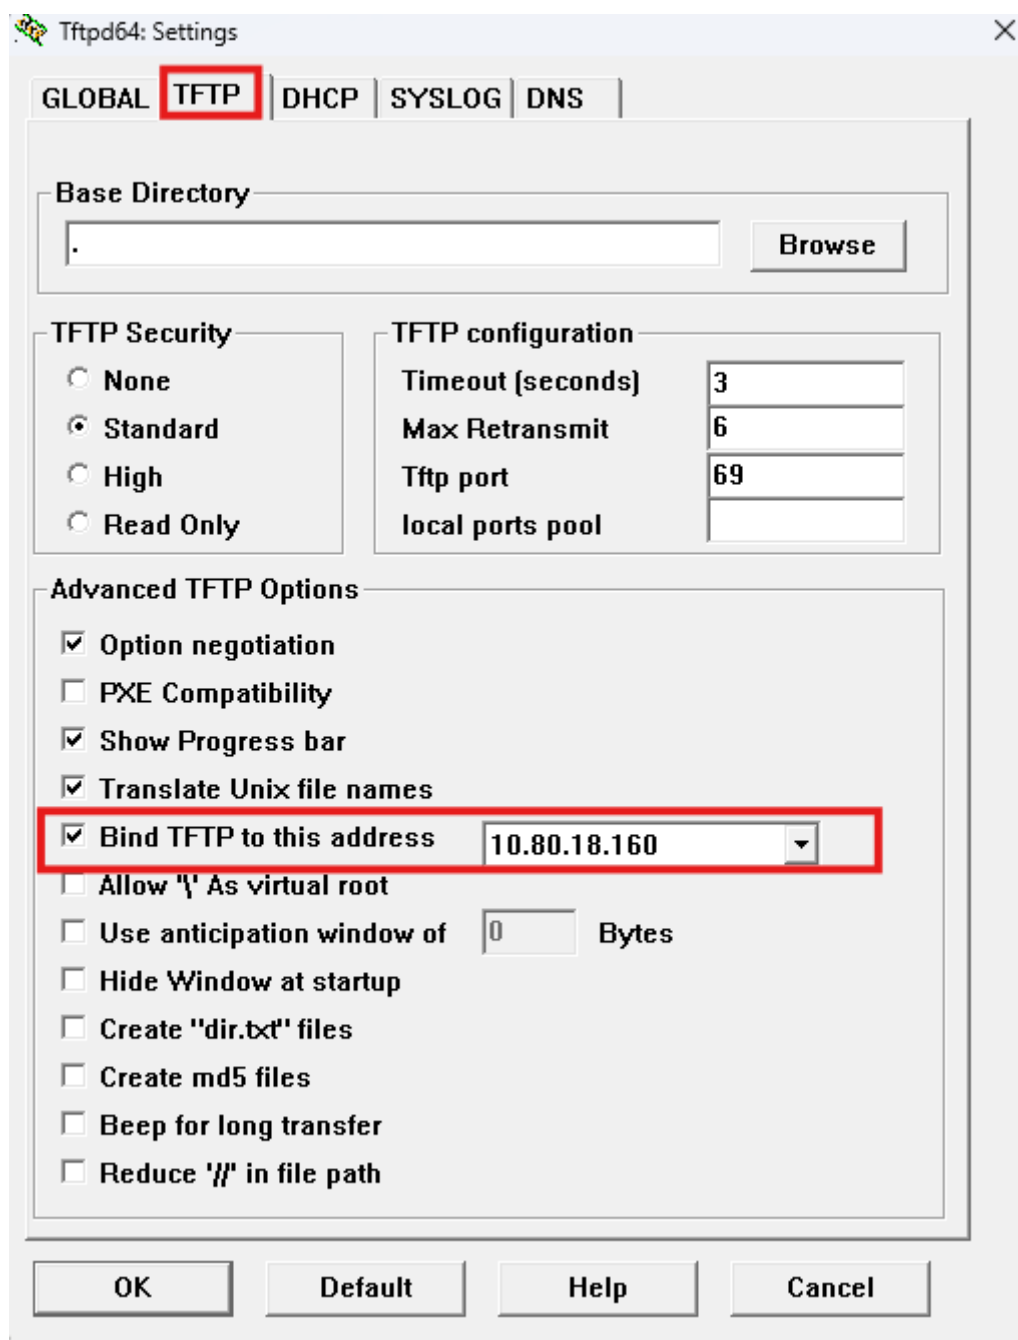 Tftpd64: Settings
GLOBAL TFTP DHCP SYSLOG DNS
Base Directory
. Browse
TFTP Security
None
Standard
High
Read Only
TFTP configuration
Timeout (seconds) 3
Max Retransmit 6
Tftp port 69
local ports pool
Advanced TFTP Options
Option negotiation
PXE Compatibility
Show Progress bar
Translate Unix file names
Bind TFTP to this address 10.80.18.160
Allow '\' As virtual root
Use anticipation window of 0 Bytes
Hide Window at startup
Create "dir.txt" files
Create md5 files
Beep for long transfer
Reduce '//' in file path
OK Default Help Cancel